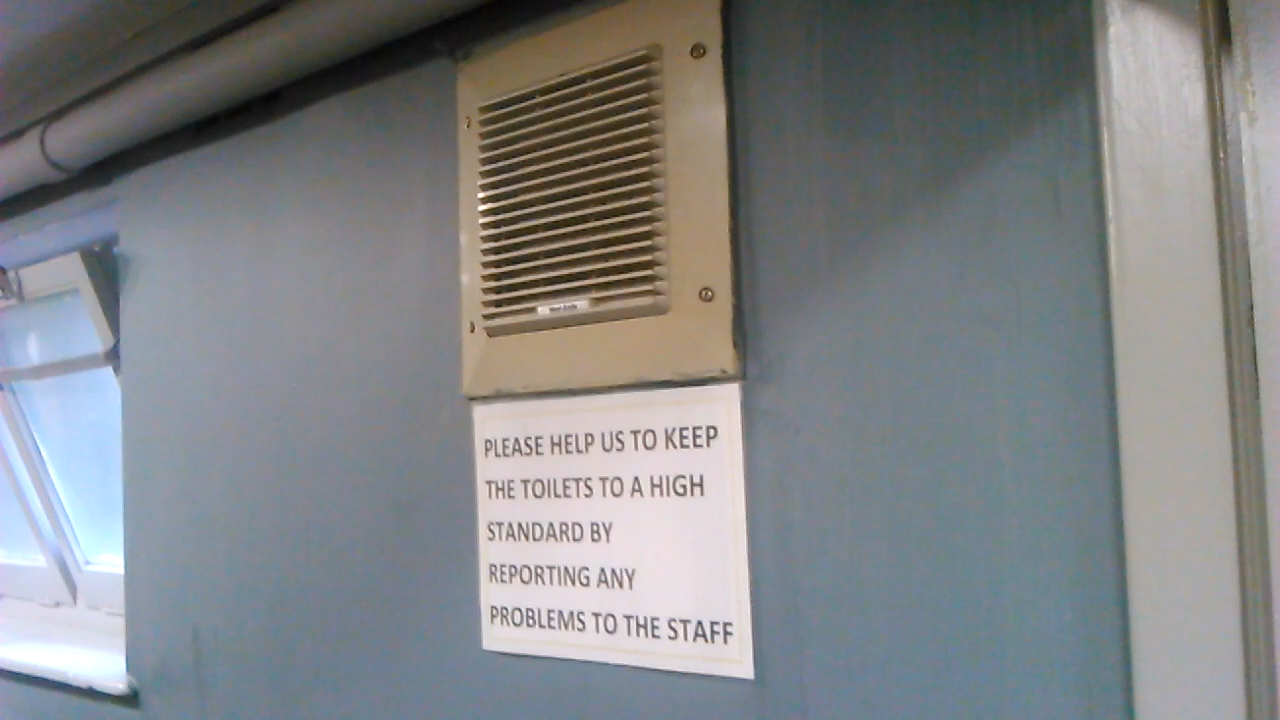 PLEASE HELP US TO KEEP
THE TOILETS TO A HIGH
STANDARD BY
REPORTING ANY
PROBLEMS TO THE STAFF